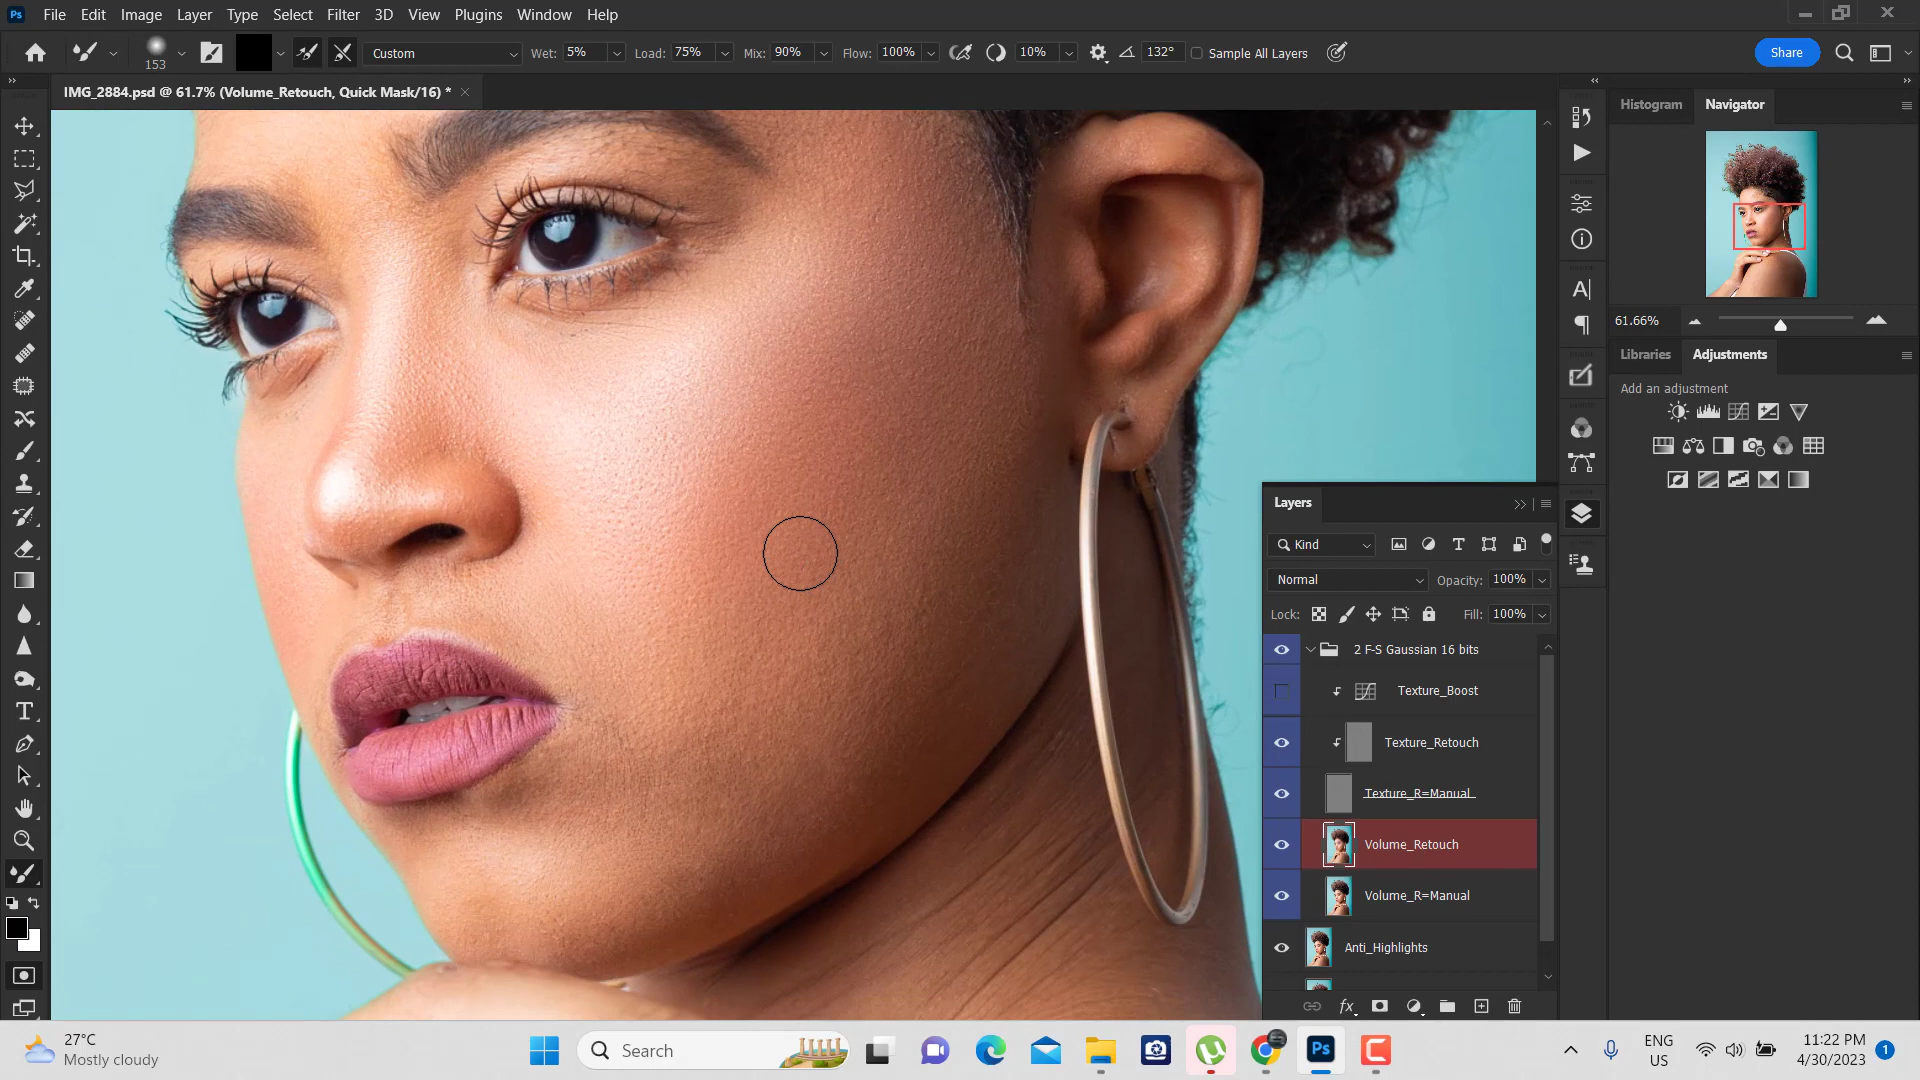 Ps File Edit Image Layer Type Select Filter 3D View Plugins Window Help
153 Custom Wet: 5% Load: 75% Mix: 90% Flow: 100% 10% 132° Sample All Layers Share
IMG_2884.psd @ 61.7% (Volume_Retouch, Quick Mask/16) *
Histogram Navigator
61.66%
Libraries Adjustments
Add an adjustment
Layers
Kind
Normal Opacity: 100%
Lock: Fill: 100%
2 F-S Gaussian 16 bits
Texture_Boost
Texture_Retouch
Texture_R=Manual
Volume_Retouch
Volume_R=Manual
Anti_Highlights
fx
27°C
Mostly cloudy
Search
Ps
ENG
US
11:22 PM
4/30/2023
1